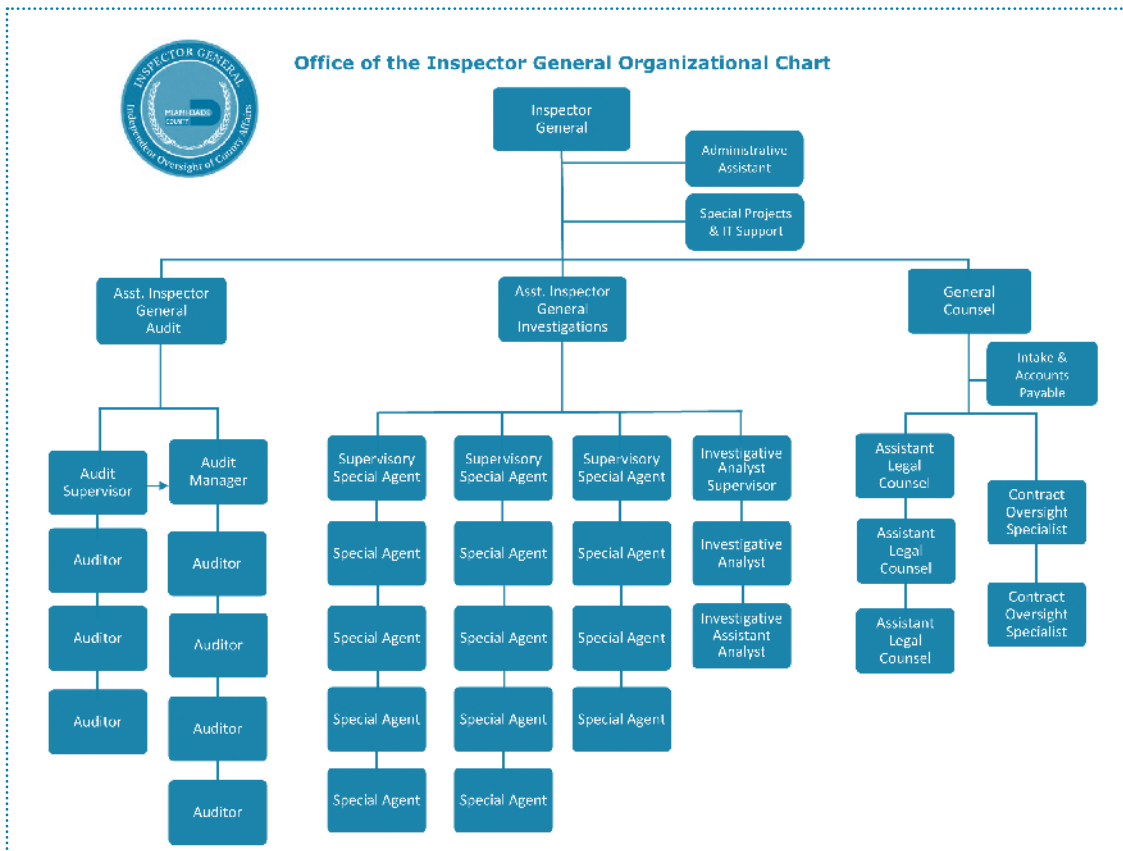 INSPECTOR GENERAL
MIAMI-DADE
COUNTY
Independent Oversight of County Affairs
Office of the Inspector General Organizational Chart
Inspector
General
Administrative
Assistant
Special Projects
& IT Support
Asst. Inspector
General
Audit
Asst. Inspector
General
Investigations
General
Counsel
Intake &
Accounts
Payable
Audit
Supervisor
Auditor
Auditor
Auditor
Audit
Manager
Auditor
Auditor
Auditor
Auditor
Supervisory
Special Agent
Special Agent
Special Agent
Special Agent
Special Agent
Supervisory
Special Agent
Special Agent
Special Agent
Special Agent
Special Agent
Supervisory
Special Agent
Special Agent
Special Agent
Special Agent
Investigative
Analyst
Supervisor
Investigative
Analyst
Investigative
Assistant
Analyst
Assistant
Legal
Counsel
Assistant
Legal
Counsel
Assistant
Legal
Counsel
Contract
Oversight
Specialist
Contract
Oversight
Specialist